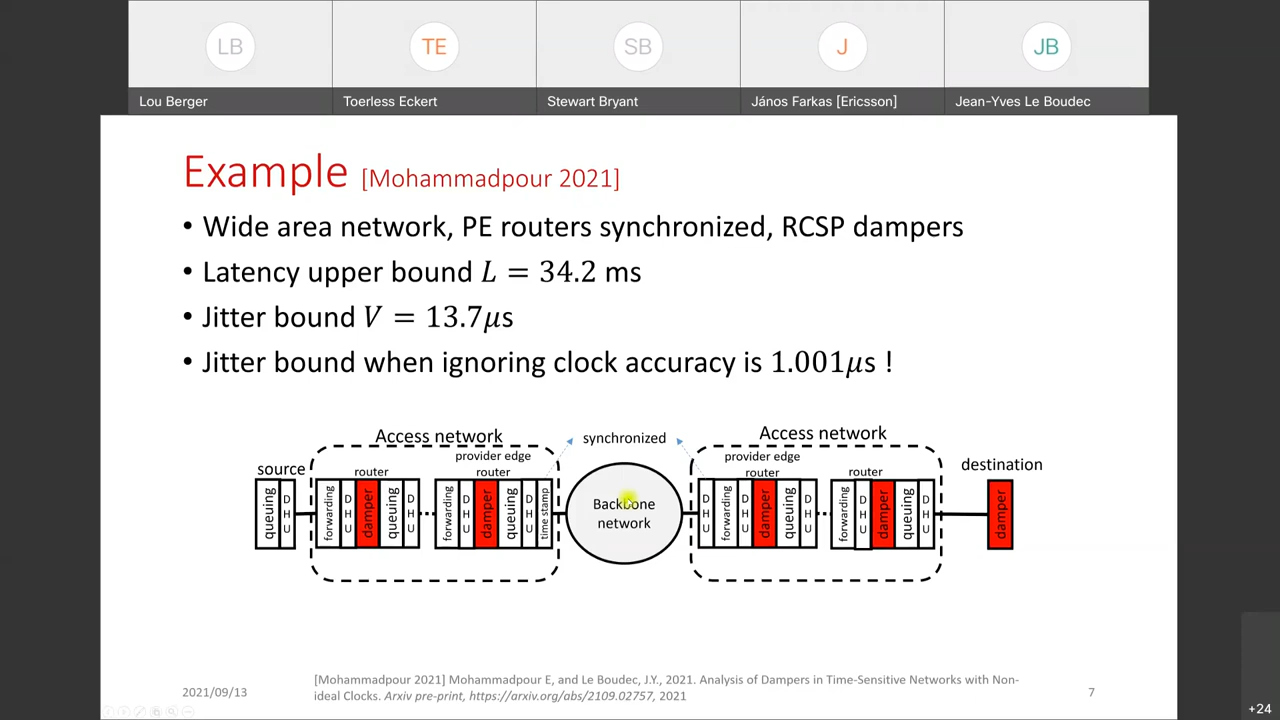 LB
TE
SB
J
JB
Lou Berger
Toerless Eckert
Stewart Bryant
János Farkas [Ericsson]
Jean-Yves Le Boudec
Example [Mohammadpour 2021]
• Wide area network, PE routers synchronized, RCSP dampers
• Latency upper bound L = 34.2 ms
• Jitter bound V = 13.7μs
• Jitter bound when ignoring clock accuracy is 1.001μs !
source
Access network
router
provider edge
router
synchronized
Access network
provider edge
router
router
destination
queuing
DHU
forwarding
DHU
damper
queuing
DHU
forwarding
DHU
damper
queuing
DHU
time stamp
Backbone
network
DHU
forwarding
DHU
damper
queuing
DHU
forwarding
DHU
damper
queuing
DHU
damper
2021/09/13
[Mohammadpour 2021] Mohammadpour E, and Le Boudec, J.Y., 2021. Analysis of Dampers in Time-Sensitive Networks with Non-
ideal Clocks. Arxiv pre-print, https://arxiv.org/abs/2109.02757, 2021
7
+24